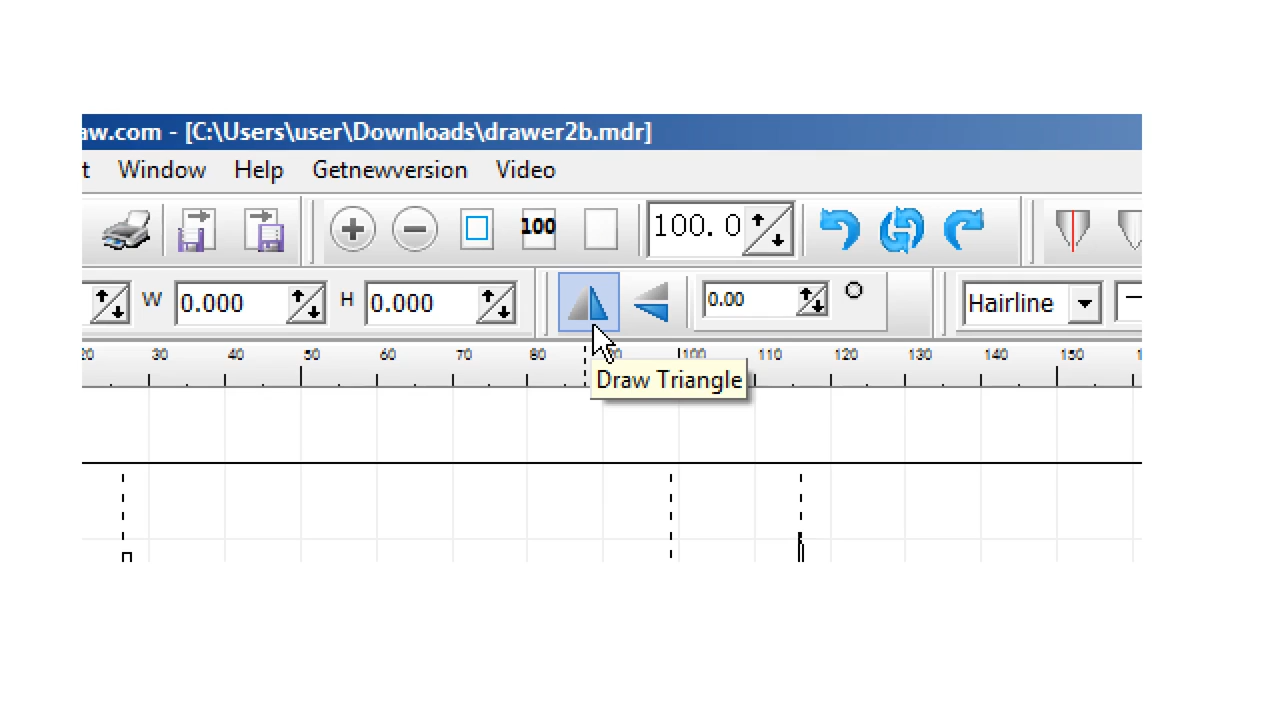 aw.com - [C:\Users\user\Downloads\drawer2b.mdr]
t Window Help Getnewversion Video
100 100.0
W 0.000 H 0.000 0.00 Hairline
20 30 40 50 60 70 80 100 110 120 130 140 150
Draw Triangle